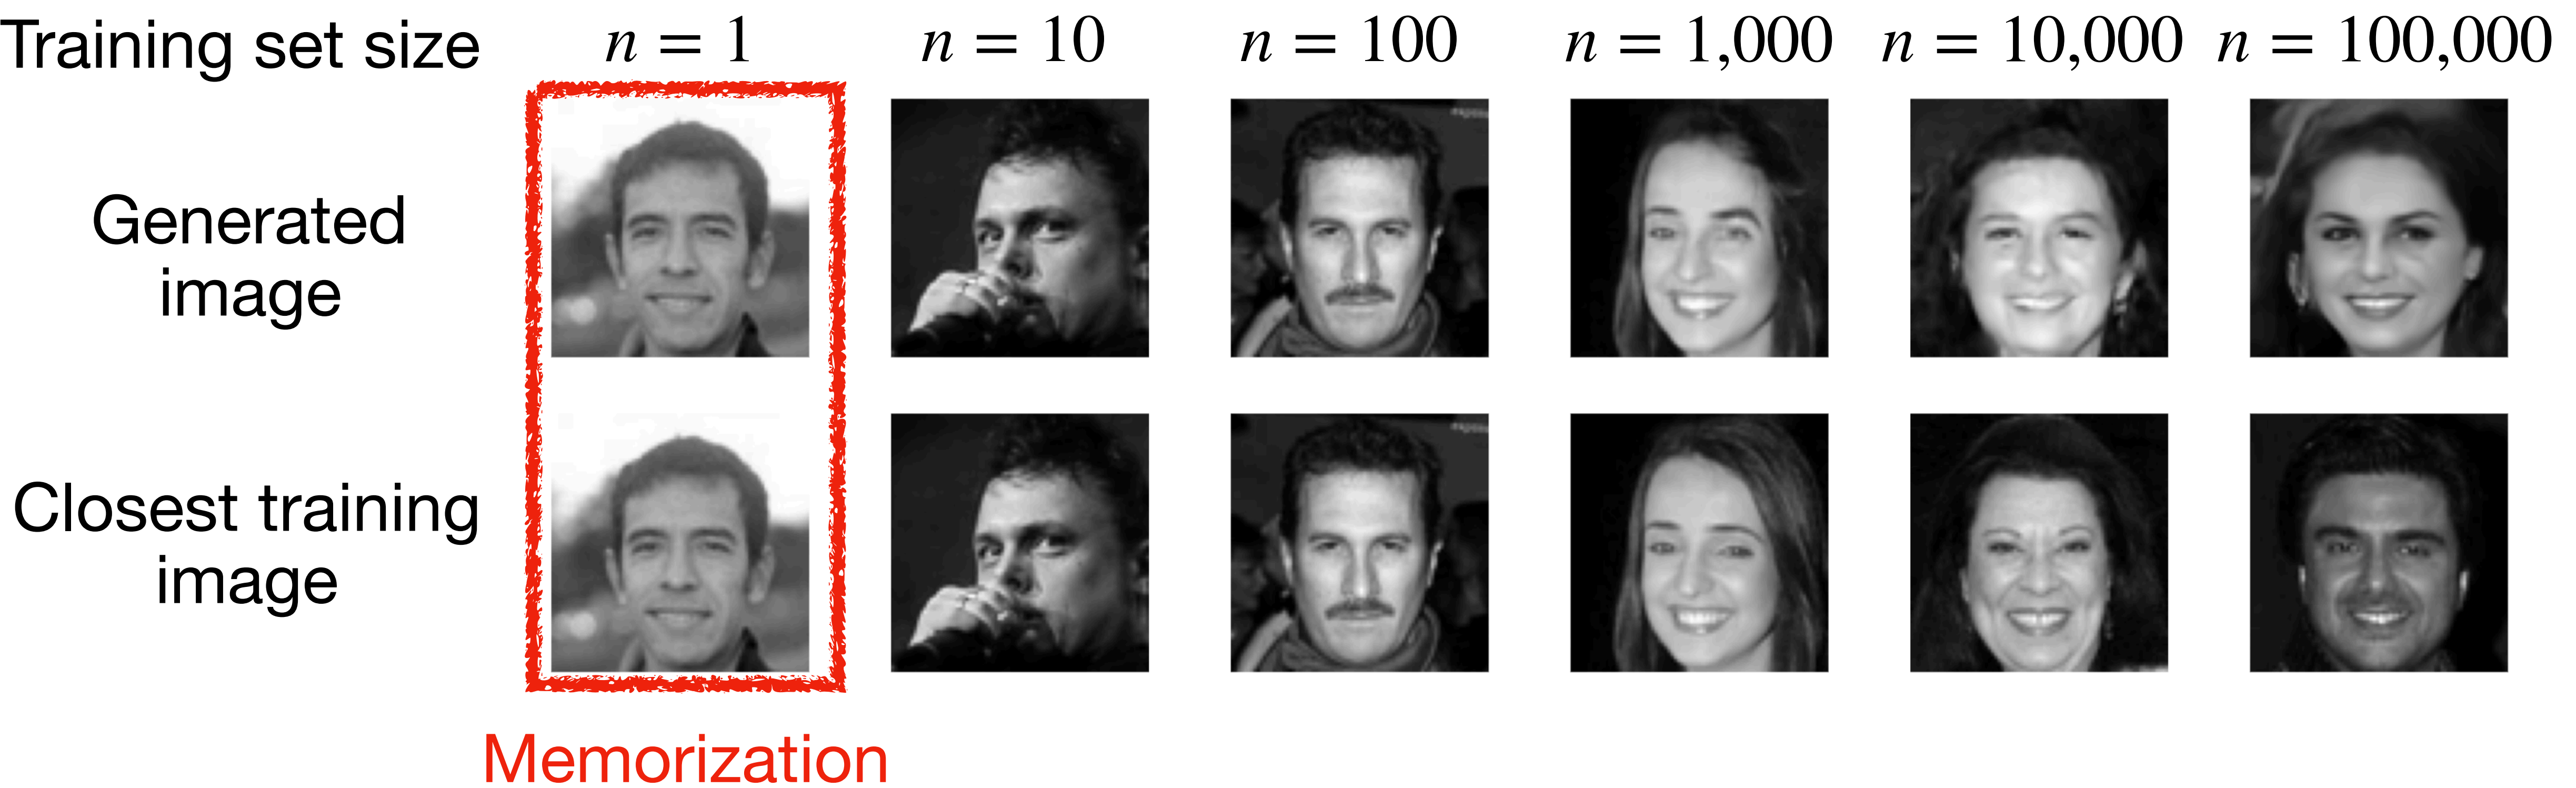 Training set size n = 1 n = 10 n = 100 n = 1,000 n = 10,000 n = 100,000
Generated
image
Closest training
image
Memorization